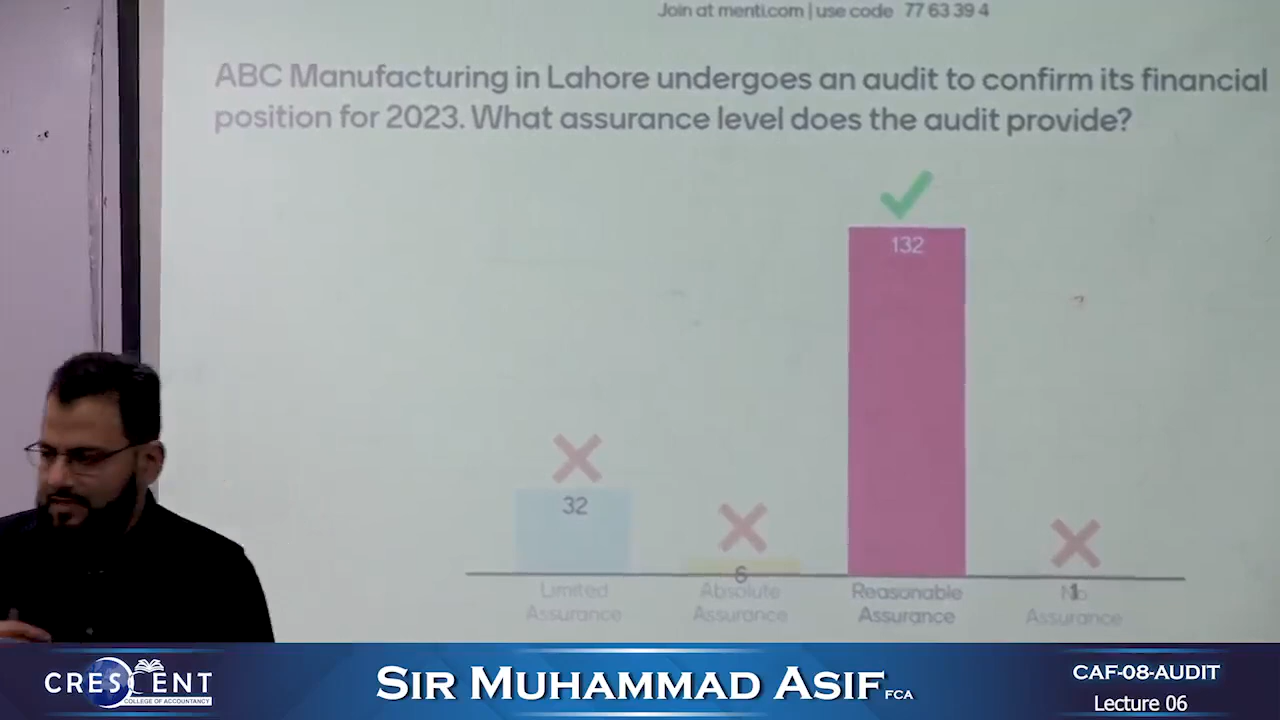 Join at menti.com | use code 77 63 39 4
ABC Manufacturing in Lahore undergoes an audit to confirm its financial
position for 2023. What assurance level does the audit provide?
132
32
6
1
Limited
Assurance
Absolute
Assurance
Reasonable
Assurance
No
Assurance
CRESCENT
COLLEGE OF ACCOUNTANCY
SIR MUHAMMAD ASIF FCA
CAF-08-AUDIT
Lecture 06